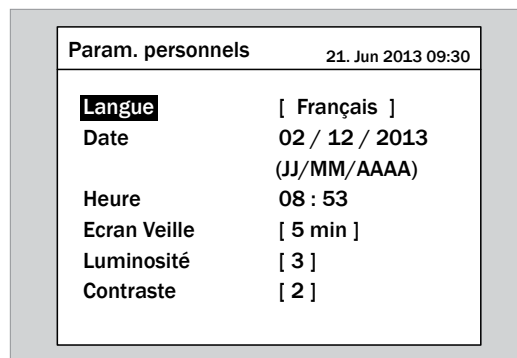 Param. personnels 21. Jun 2013 09:30
Langue [ Français ]
Date 02 / 12 / 2013
(JJ/MM/AAAA)
Heure 08 : 53
Ecran Veille [ 5 min ]
Luminosité [ 3 ]
Contraste [ 2 ]